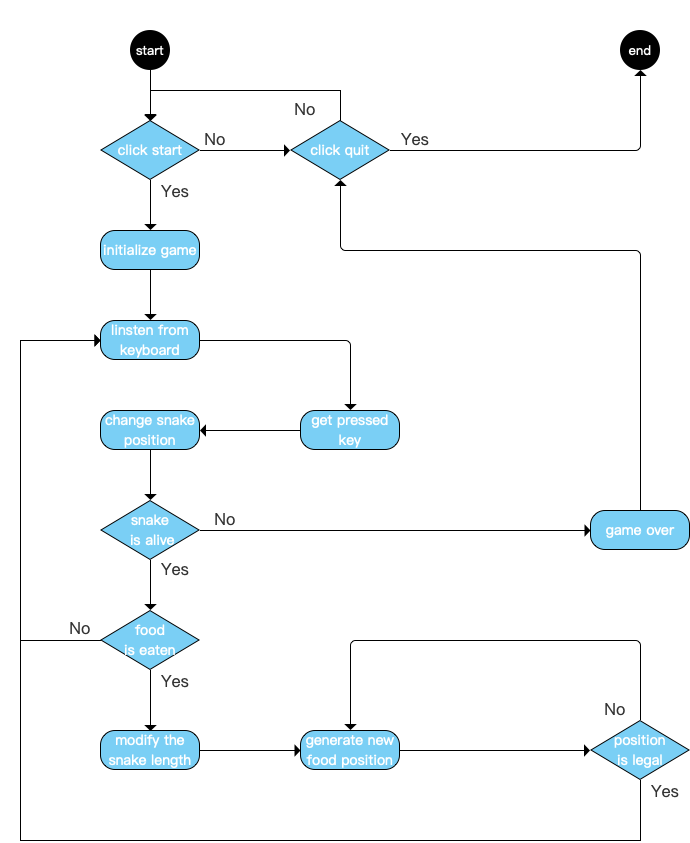 start
end
No
click start
No
click quit
Yes
Yes
initialize game
linsten from
keyboard
change snake
position
get pressed
key
snake
is alive
No
game over
Yes
food
is eaten
No
Yes
No
modify the
snake length
generate new
food position
position
is legal
Yes